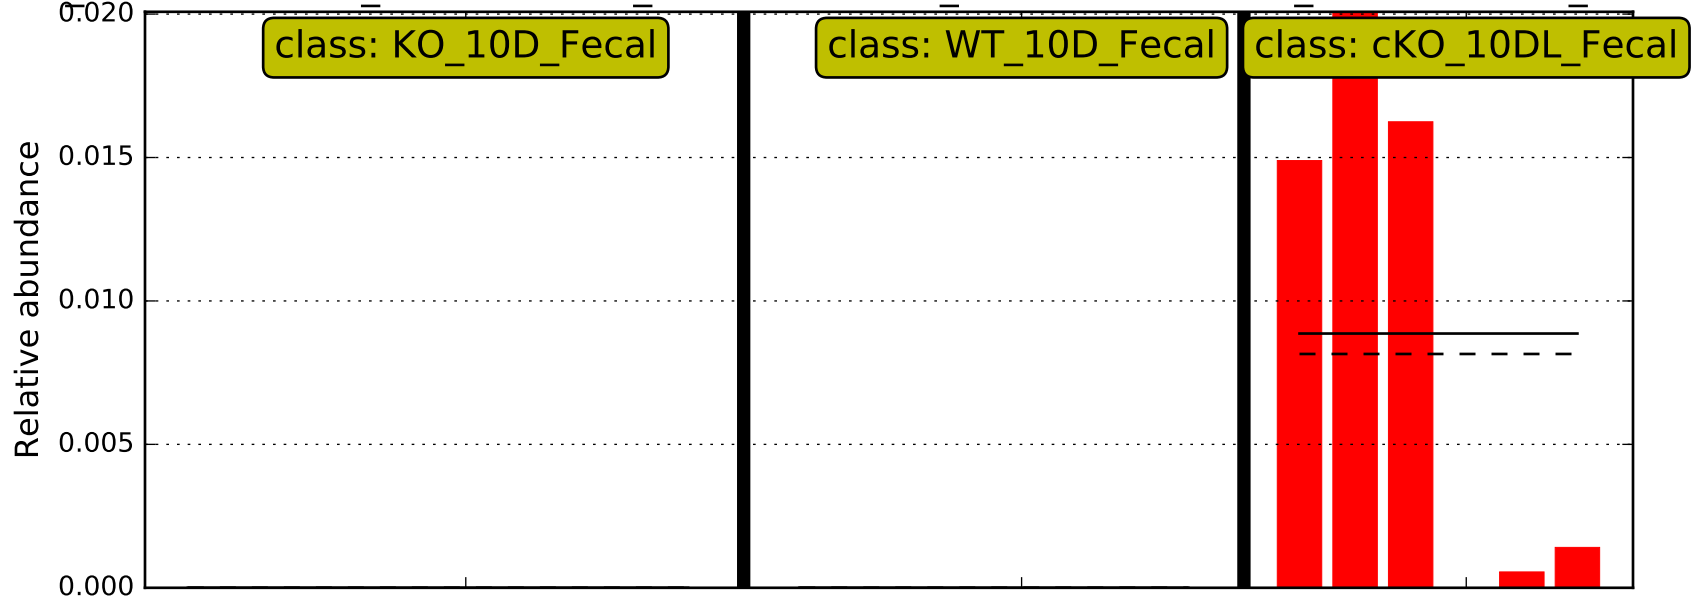 0.020
class: KO_10D_Fecal
class: WT_10D_Fecal
class: cKO_10DL_Fecal
0.015
0.010
0.005
0.000
Relative abundance